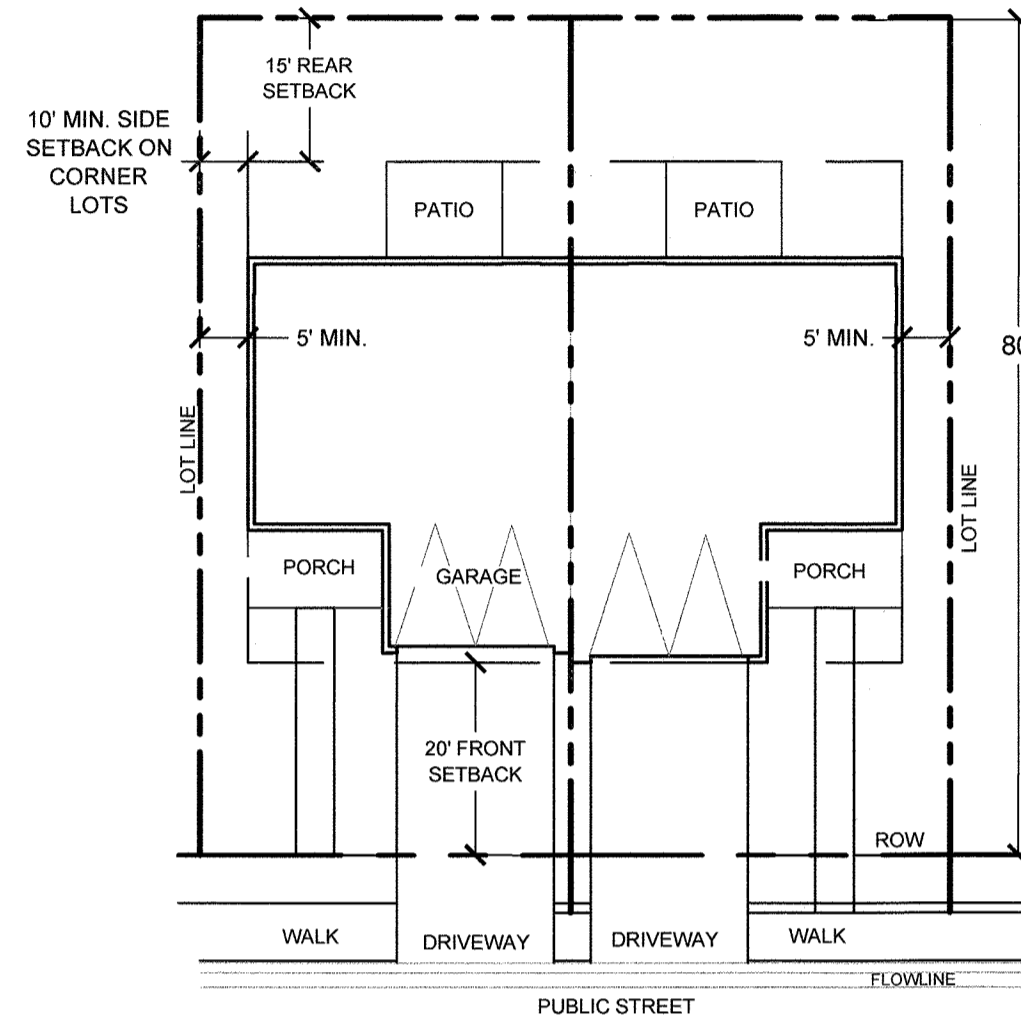 15' REAR
SETBACK
10' MIN. SIDE
SETBACK ON
CORNER
LOTS
PATIO
PATIO
5' MIN.
5' MIN.
80
LOT LINE
LOT LINE
PORCH
GARAGE
PORCH
20' FRONT
SETBACK
ROW
WALK
DRIVEWAY
DRIVEWAY
WALK
FLOWLINE
PUBLIC STREET